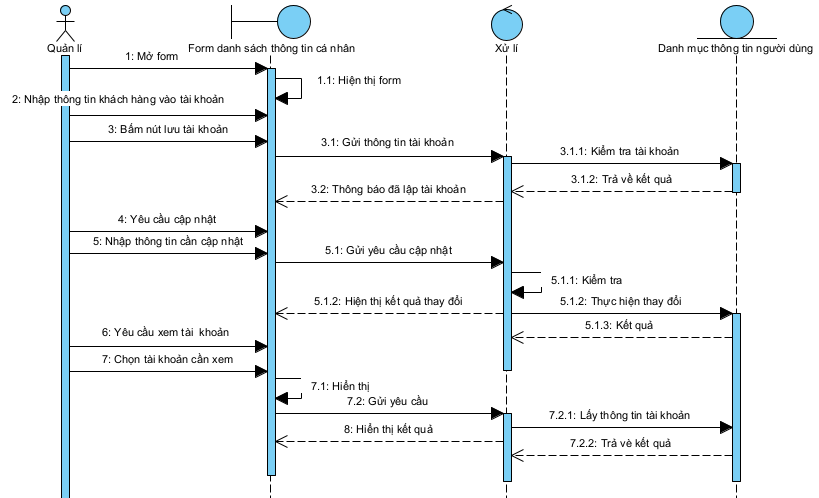 Quản lí
Form danh sách thông tin cá nhân
Xử lí
Danh mục thông tin người dùng
1: Mở form
1.1: Hiện thị form
2: Nhập thông tin khách hàng vào tài khoản
3: Bấm nút lưu tài khoản
3.1: Gửi thông tin tài khoản
3.1.1: Kiểm tra tài khoản
3.1.2: Trả về kết quả
3.2: Thông báo đã lập tài khoản
4: Yêu cầu cập nhật
5: Nhập thông tin cần cập nhật
5.1: Gửi yêu cầu cập nhật
5.1.1: Kiểm tra
5.1.2: Hiện thị kết quả thay đổi
5.1.2: Thực hiện thay đổi
5.1.3: Kết quả
6: Yêu cầu xem tài khoản
7: Chọn tài khoản cần xem
7.1: Hiển thị
7.2: Gửi yêu cầu
7.2.1: Lấy thông tin tài khoản
8: Hiển thị kết quả
7.2.2: Trả vè kết quả